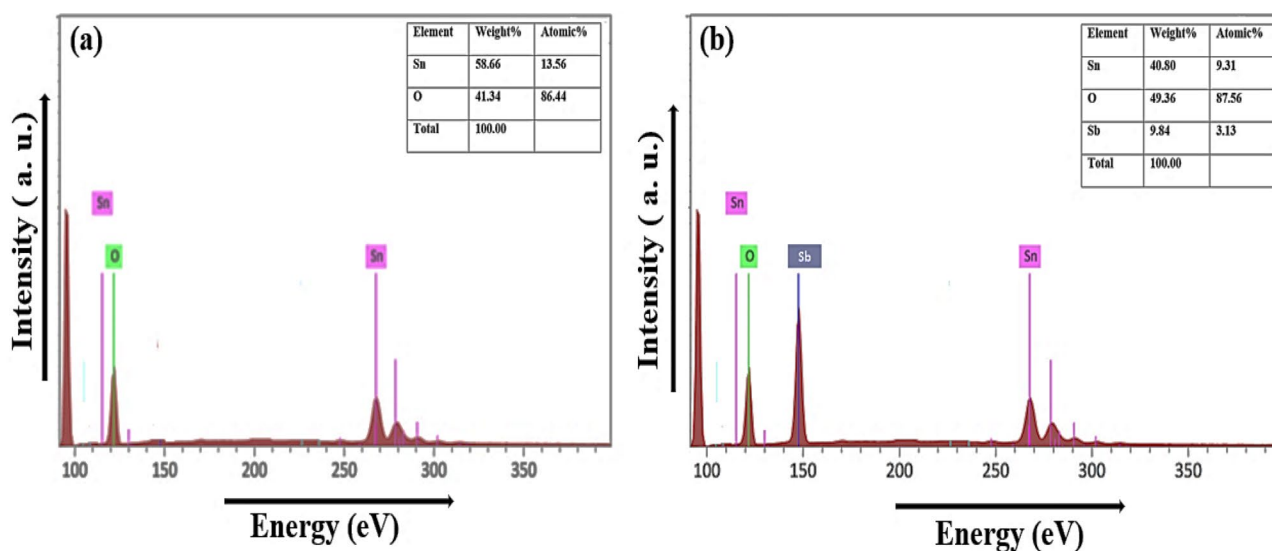 (a)
Element Weight% Atomic%
Sn 58.66 13.56
O 41.34 86.44
Total 100.00
Intensity ( a. u.)
Sn
O
Sn
100 150 200 250 300 350
Energy (eV)
(b)
Element Weight% Atomic%
Sn 40.80 9.31
O 49.36 87.56
Sb 9.84 3.13
Total 100.00
Intensity ( a. u.)
Sn
O Sb Sn
100 150 200 250 300 350
Energy (eV)